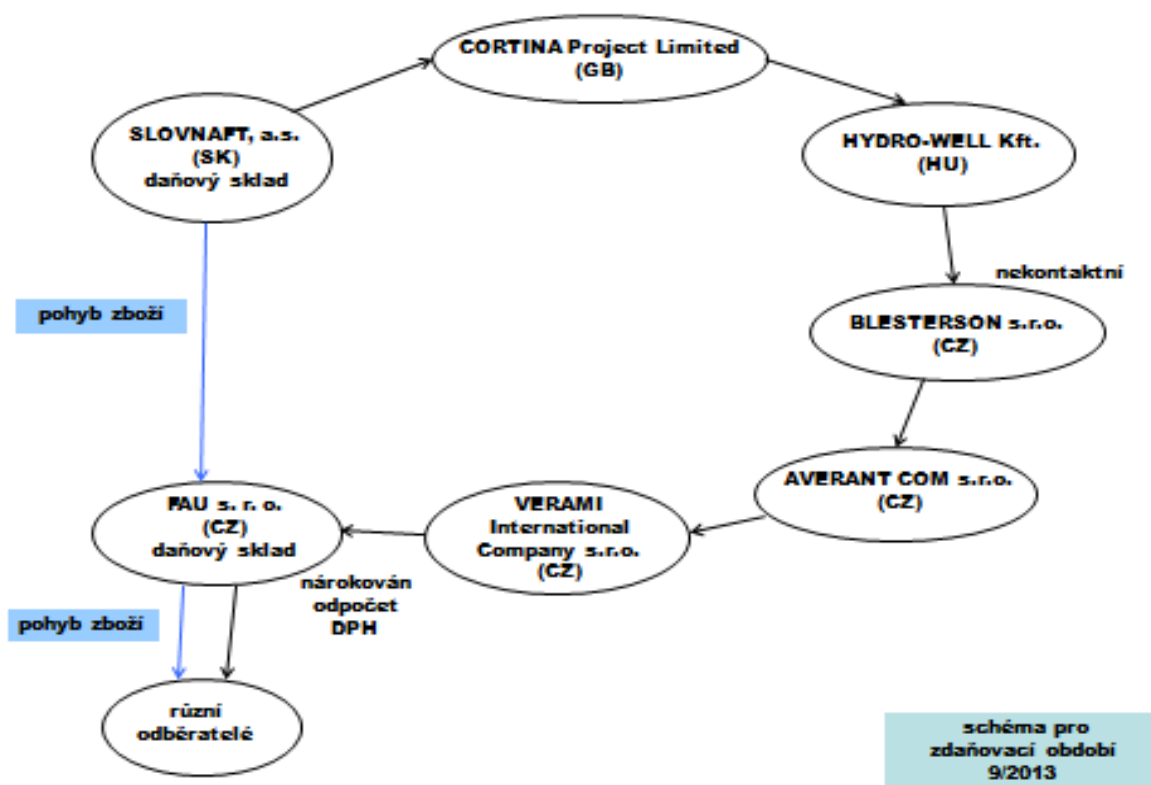 CORTINA Project Limited
(GB)
SLOVNAFT, a.s.
(SK)
daňový sklad
HYDRO-WELL Kft.
(HU)
nekontaktní
pohyb zboží
BLESTERSON s.r.o.
(CZ)
AVERANT COM s.r.o.
(CZ)
FAU s. r. o.
(CZ)
daňový sklad
VERAMI
International
Company s.r.o.
(CZ)
nárokován
odpočet
DPH
pohyb zboží
různí
odběratelé
schéma pro
zdaňovací období
9/2013